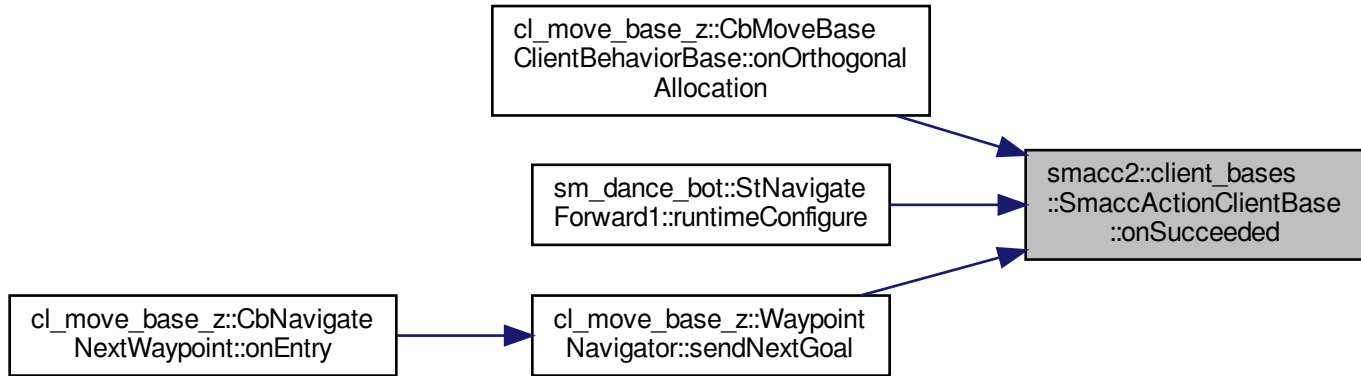 cl_move_base_z::CbMoveBase
ClientBehaviorBase::onOrthogonal
Allocation
smacc2::client_bases
::SmaccActionClientBase
::onSucceeded
sm_dance_bot::StNavigate
Forward1::runtimeConfigure
cl_move_base_z::CbNavigate
NextWaypoint::onEntry
cl_move_base_z::Waypoint
Navigator::sendNextGoal